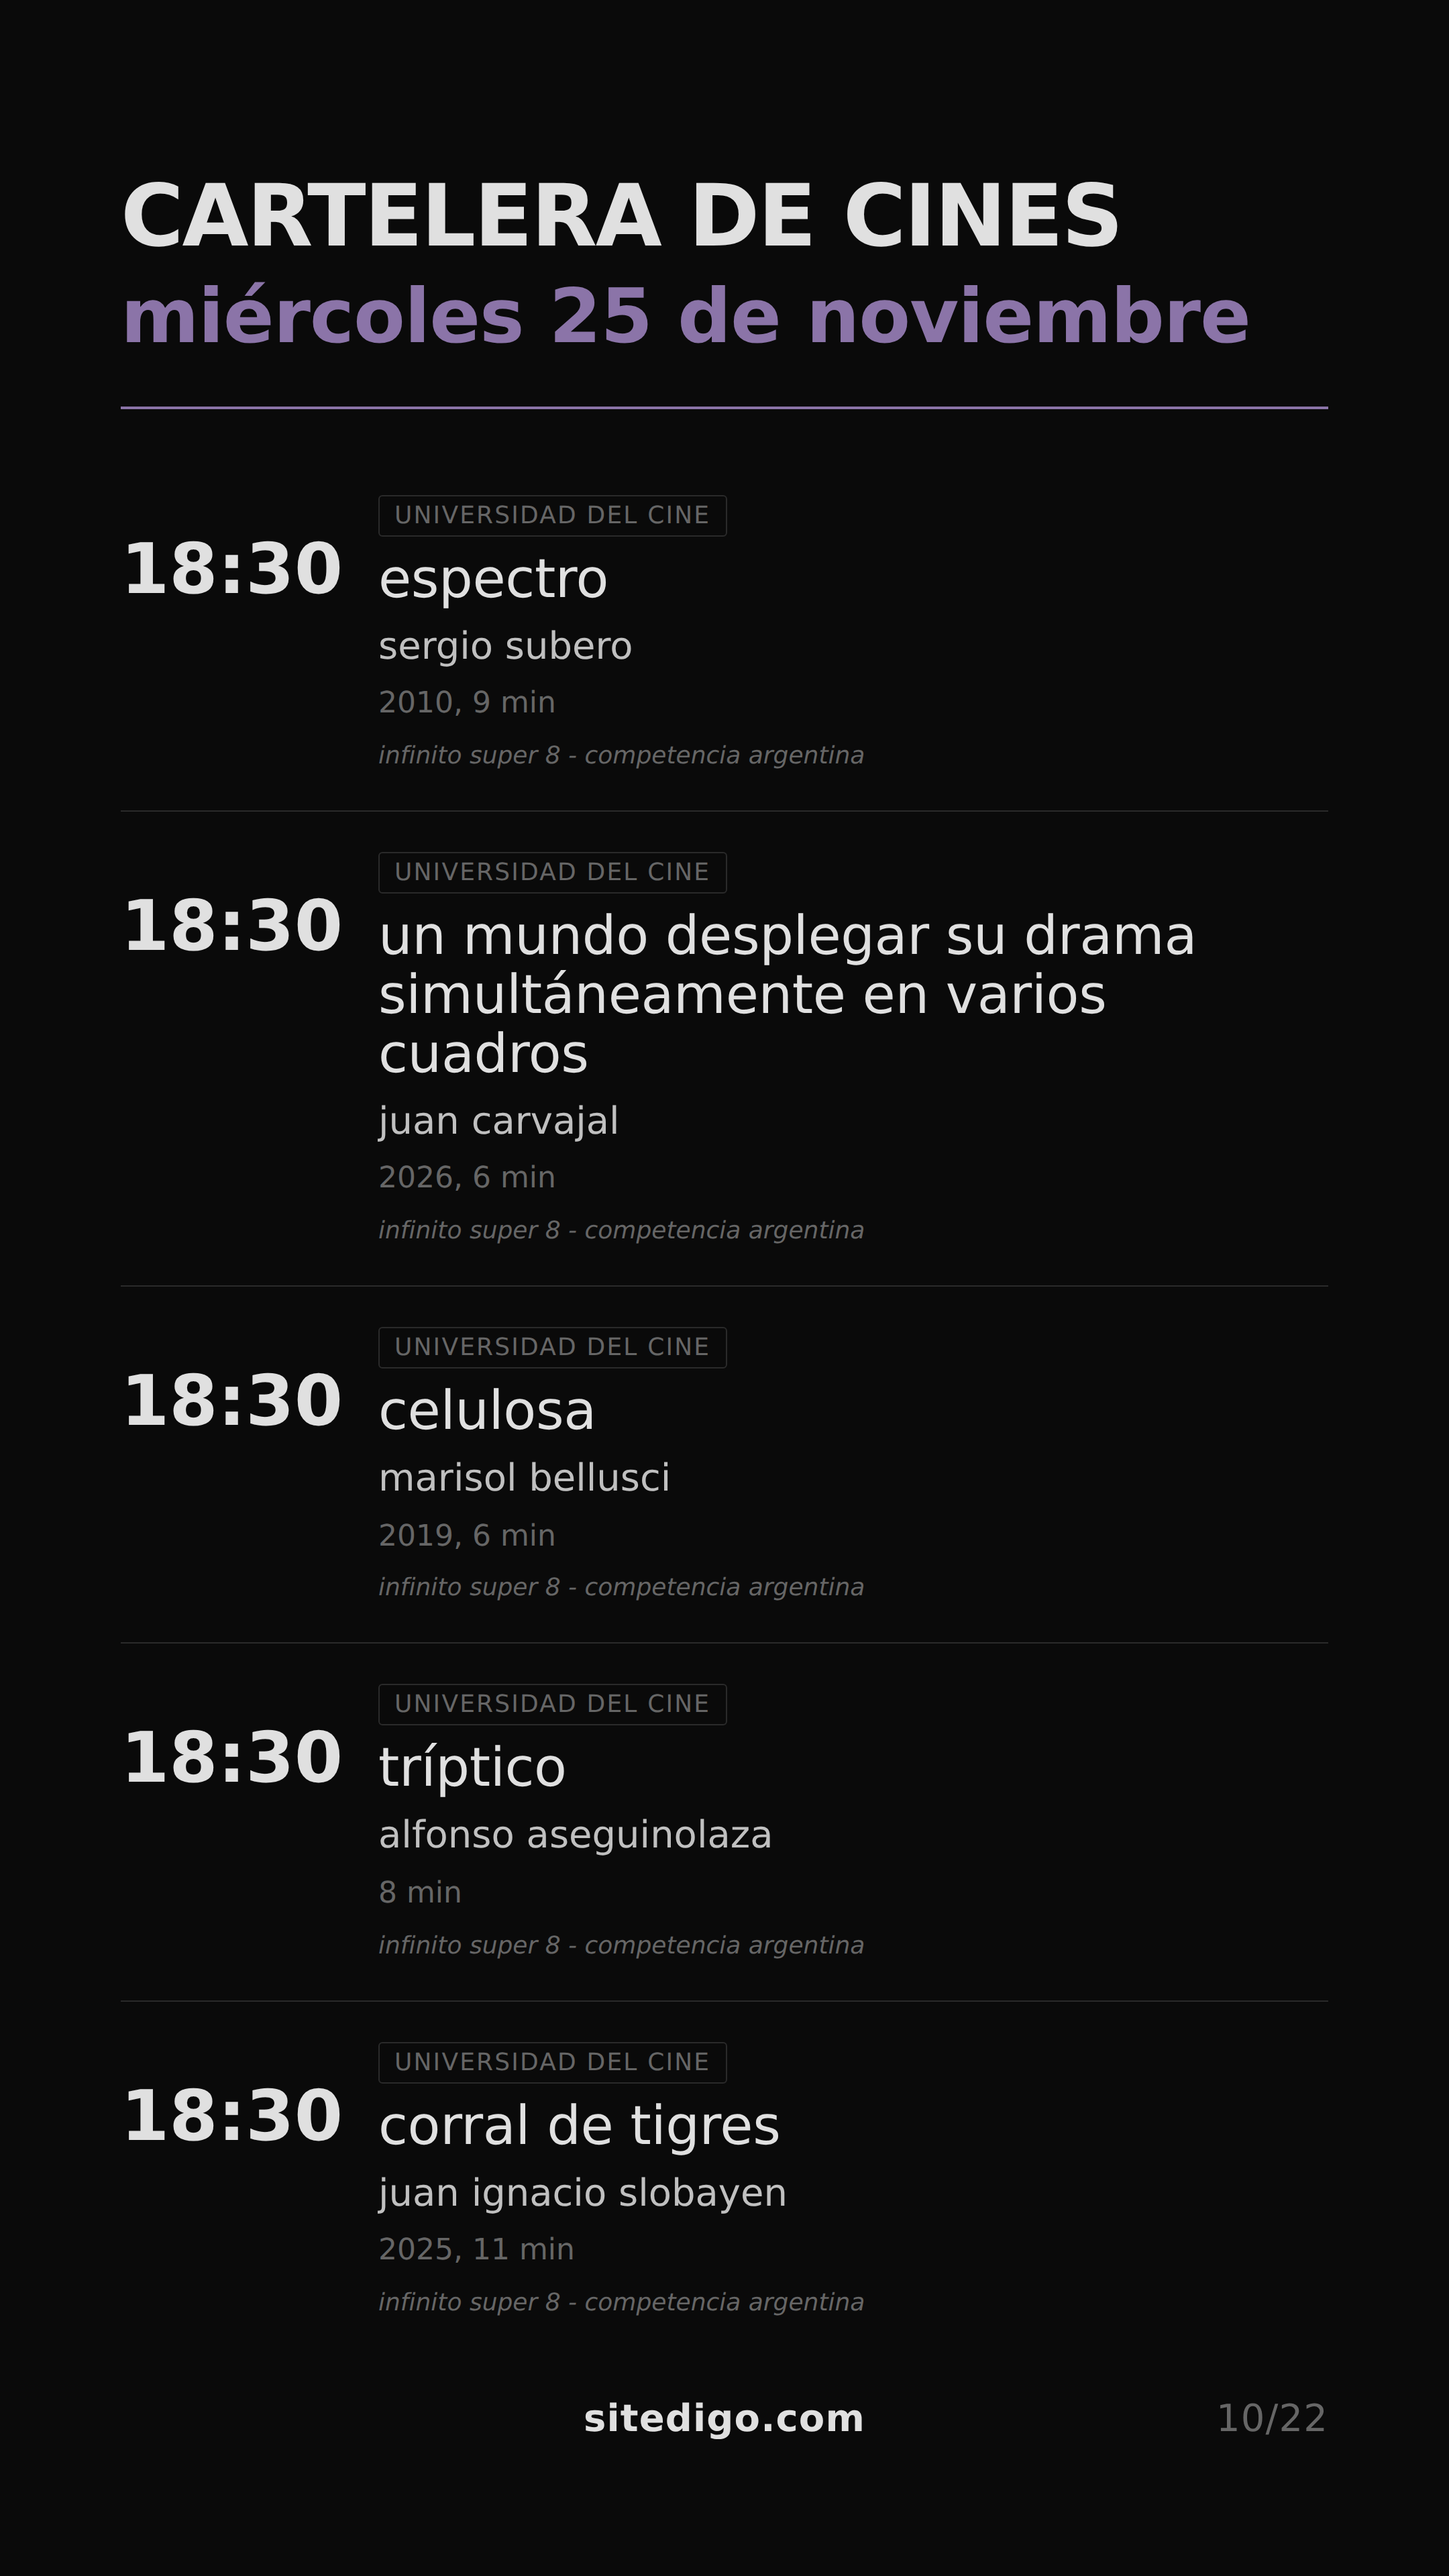 CARTELERA DE CINES
miércoles 25 de noviembre
UNIVERSIDAD DEL CINE
18:30
espectro
sergio subero
2010, 9 min
infinito super 8 - competencia argentina
UNIVERSIDAD DEL CINE
18:30
un mundo desplegar su drama
simultáneamente en varios
cuadros
juan carvajal
2026, 6 min
infinito super 8 - competencia argentina
UNIVERSIDAD DEL CINE
18:30
celulosa
marisol bellusci
2019, 6 min
infinito super 8 - competencia argentina
UNIVERSIDAD DEL CINE
18:30
tríptico
alfonso aseguinolaza
8 min
infinito super 8 - competencia argentina
UNIVERSIDAD DEL CINE
18:30
corral de tigres
juan ignacio slobayen
2025, 11 min
infinito super 8 - competencia argentina
sitedigo.com
10/22